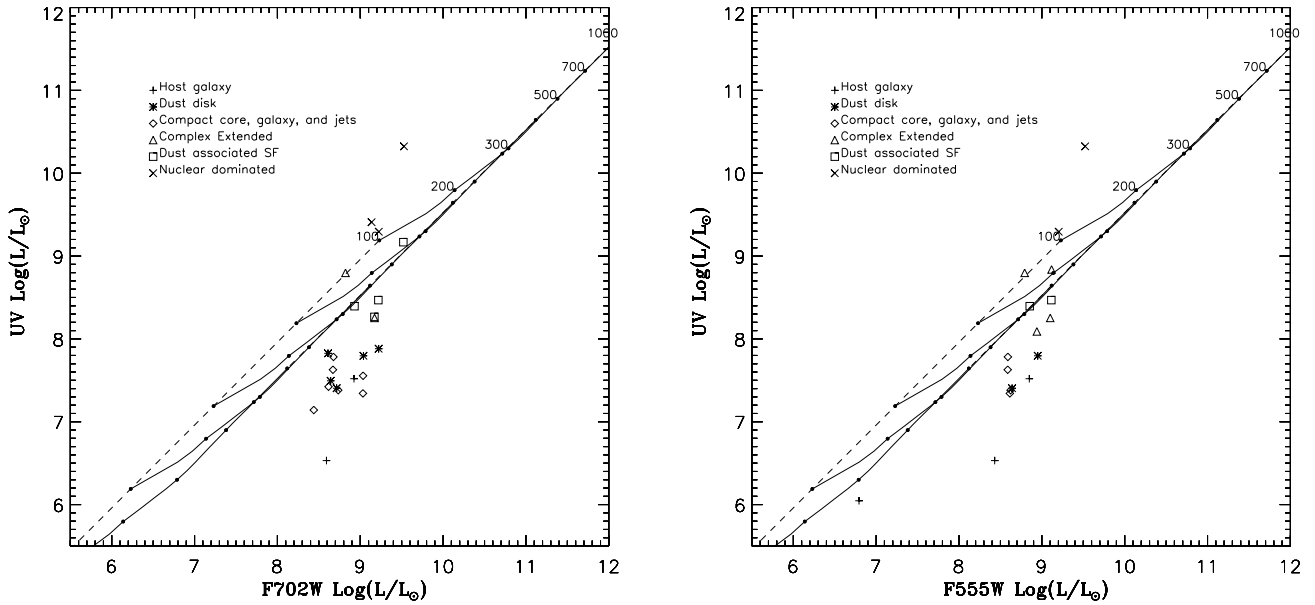 12
11
10
9
8
7
6
UV Log(L/L⊙)
6 7 8 9 10 11 12
F702W Log(L/L⊙)
Host galaxy
Dust disk
Compact core, galaxy, and jets
Complex Extended
Dust associated SF
Nuclear dominated
1000
700
500
300
200
100
12
11
10
9
8
7
6
UV Log(L/L⊙)
6 7 8 9 10 11 12
F555W Log(L/L⊙)
Host galaxy
Dust disk
Compact core, galaxy, and jets
Complex Extended
Dust associated SF
Nuclear dominated
1000
700
500
300
200
100